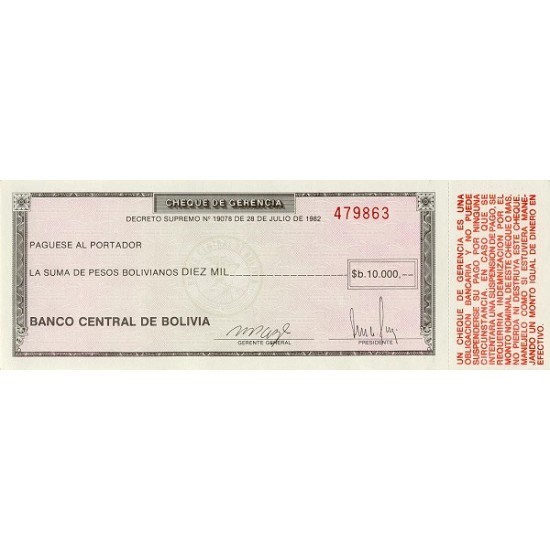 CHEQUE DE GERENCIA
DECRETO SUPREMO Nº 19078 DE 28 DE JULIO DE 1982
479863
PAGUESE AL PORTADOR
LA SUMA DE PESOS BOLIVIANOS DIEZ MIL
$b.10.000,
BANCO CENTRAL DE BOLIVIA
GERENTE GENERAL
PRESIDENTE
UN CHEQUE DE GERENCIA ES UNA
OBLIGACION BANCARIA Y NO PUEDE
SUSPENDERSE SU PAGO POR NINGUNA
CIRCUNSTANCIA. EN CASO QUE SE
INTENTARA UNA SUSPENSION DE PAGO, SE
REQUERIRIA INDEMNIZACION POR EL
MONTO NOMINAL DE ESTE CHEQUE O MAS.
NO PIERDA NI DESTRUYA ESTE CHEQUE.
MANEJELO COMO SI ESTUVIERA MANE-
JANDO UN MONTO IGUAL DE DINERO EN
EFECTIVO.